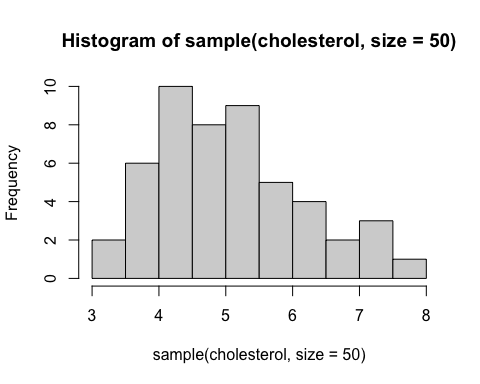 Histogram of sample(cholesterol, size = 50)
Frequency
10
8
6
4
2
0
3 4 5 6 7 8
sample(cholesterol, size = 50)